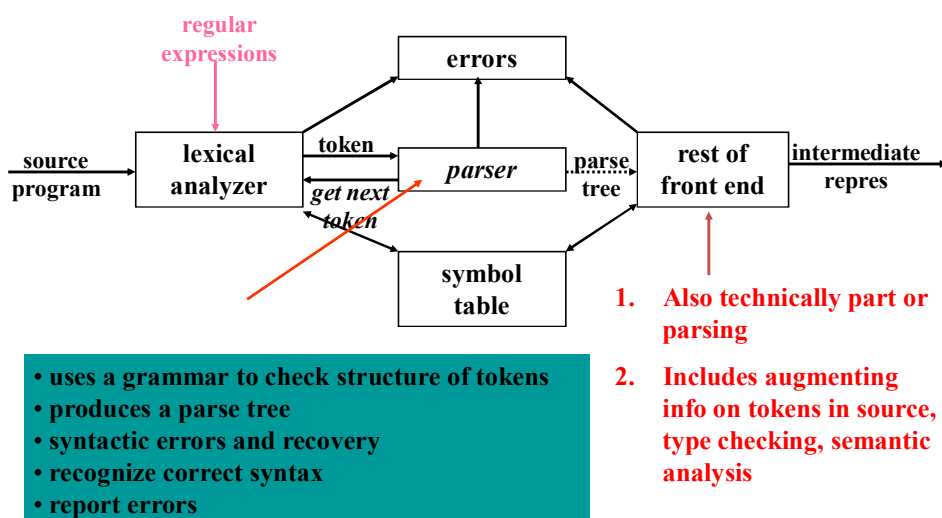 regular
expressions
errors
source
program
lexical
analyzer
token
get next
token
parser
parse
tree
rest of
front end
intermediate
repres
symbol
table
1. Also technically part or
parsing
2. Includes augmenting
info on tokens in source,
type checking, semantic
analysis
• uses a grammar to check structure of tokens
• produces a parse tree
• syntactic errors and recovery
• recognize correct syntax
• report errors